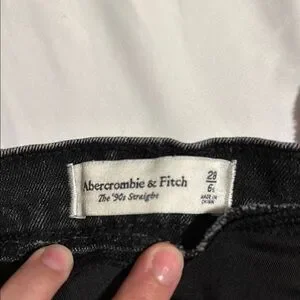 Abercrombie & Fitch
The '90s Straight
28
6s
MADE IN
CHINA